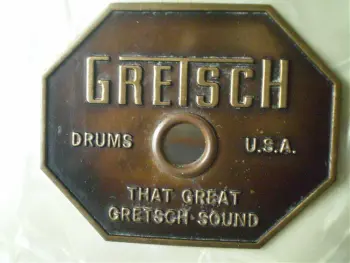 GRETSCH
DRUMS U.S.A.
THAT GREAT
GRETSCH SOUND